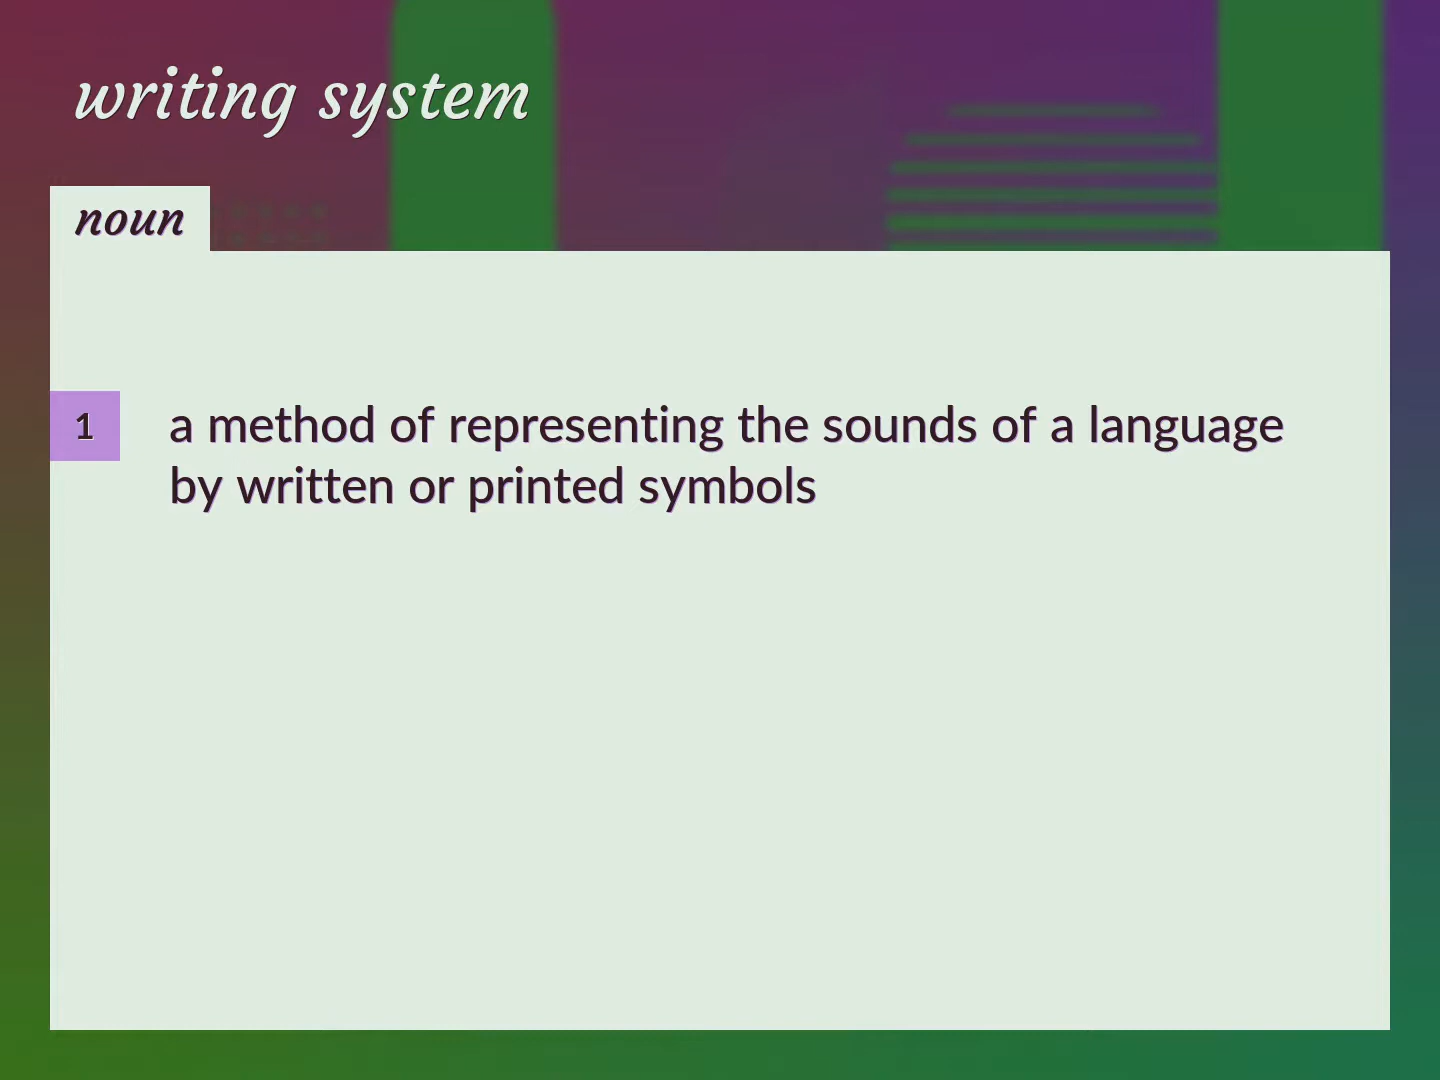 writing system
noun
1
a method of representing the sounds of a language
by written or printed symbols